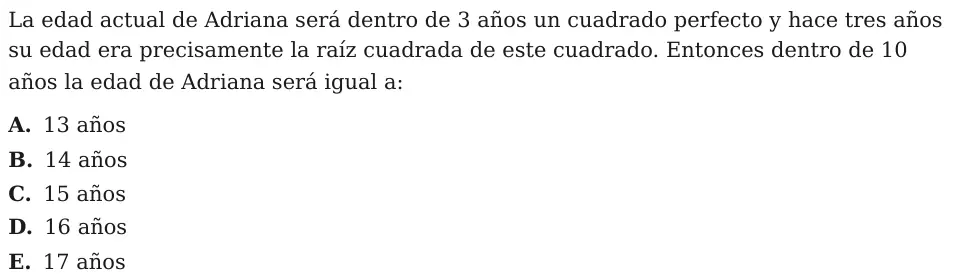 La edad actual de Adriana será dentro de 3 años un cuadrado perfecto y hace tres años
su edad era precisamente la raíz cuadrada de este cuadrado. Entonces dentro de 10
años la edad de Adriana será igual a:
A. 13 años
B. 14 años
C. 15 años
D. 16 años
E. 17 años